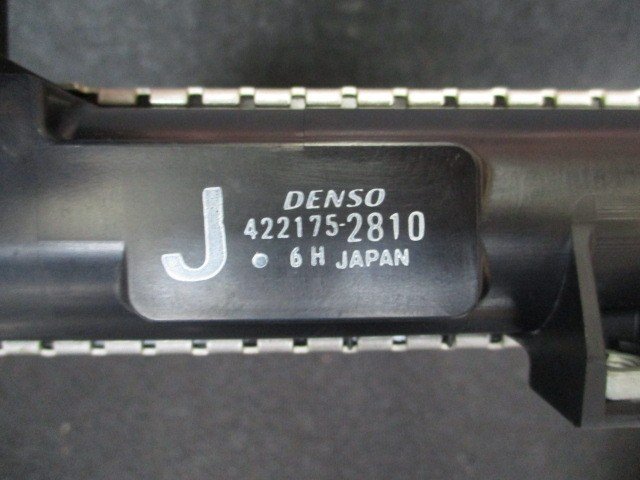 J
DENSO
422175-2810
• 6 H JAPAN